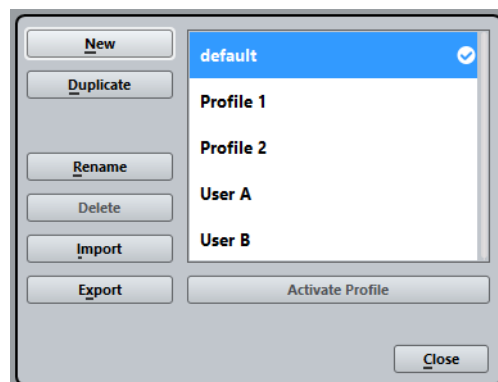 New
Duplicate
Rename
Delete
Import
Export
default
Profile 1
Profile 2
User A
User B
Activate Profile
Close